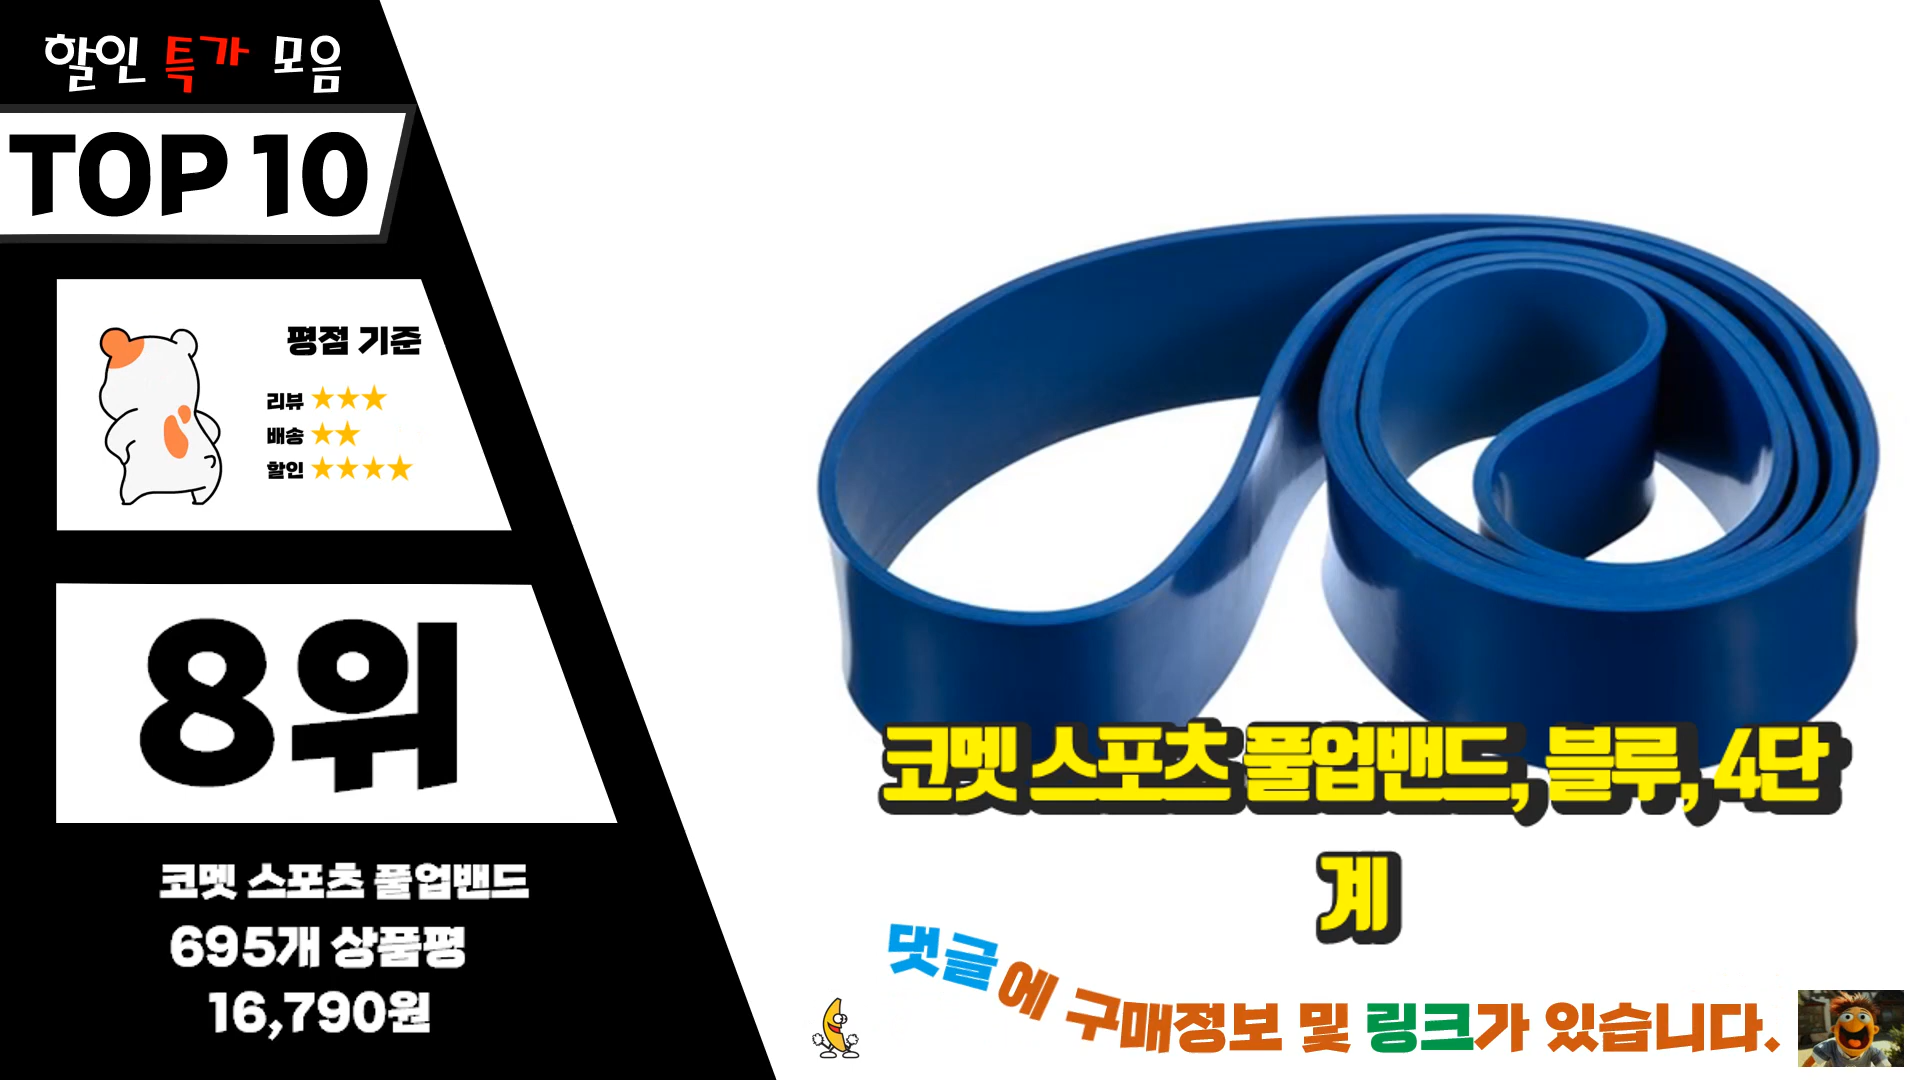 할인 특가 모음
TOP 10
평점 기준
리뷰 ★★★
배송 ★★
할인 ★★★★
8위
코멧 스포츠 풀업밴드
695개 상품평
16,790원
코멧 스포츠 풀업밴드, 블루, 4단
계
댓글에 구매정보 및 링크가 있습니다.